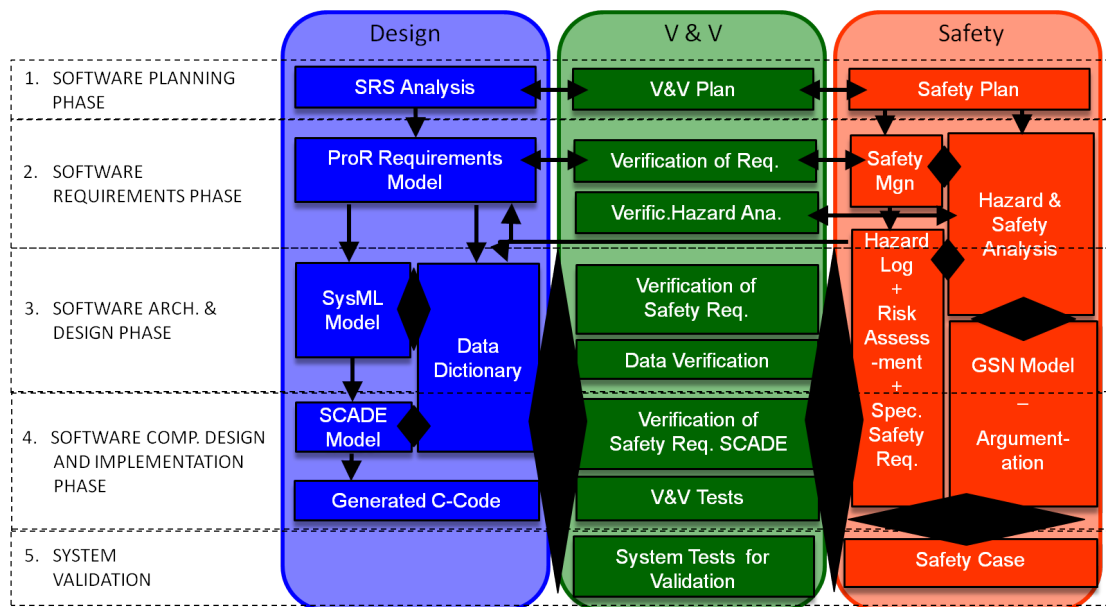 Design
V & V
Safety
1. SOFTWARE PLANNING
PHASE
SRS Analysis
V&V Plan
Safety Plan
2. SOFTWARE
REQUIREMENTS PHASE
ProR Requirements
Model
Verification of Req.
Verific.Hazard Ana.
Safety
Mgn
Hazard &
Safety
Analysis
3. SOFTWARE ARCH. &
DESIGN PHASE
SysML
Model
Data
Dictionary
Verification of
Safety Req.
Data Verification
Hazard
Log
+
Risk
Assess
-ment
+
Spec.
Safety
Req.
GSN Model
–
Argument-
ation
4. SOFTWARE COMP. DESIGN
AND IMPLEMENTATION
PHASE
SCADE
Model
Generated C-Code
Verification of
Safety Req. SCADE
V&V Tests
5. SYSTEM
VALIDATION
System Tests for
Validation
Safety Case